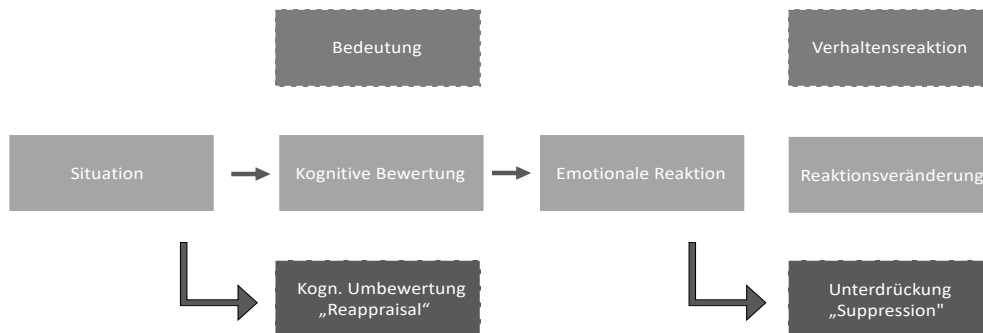 Bedeutung
Verhaltensreaktion
Situation
Kognitive Bewertung
Emotionale Reaktion
Reaktionsveränderung
Kogn. Umbewertung
„Reappraisal“
Unterdrückung
„Suppression"